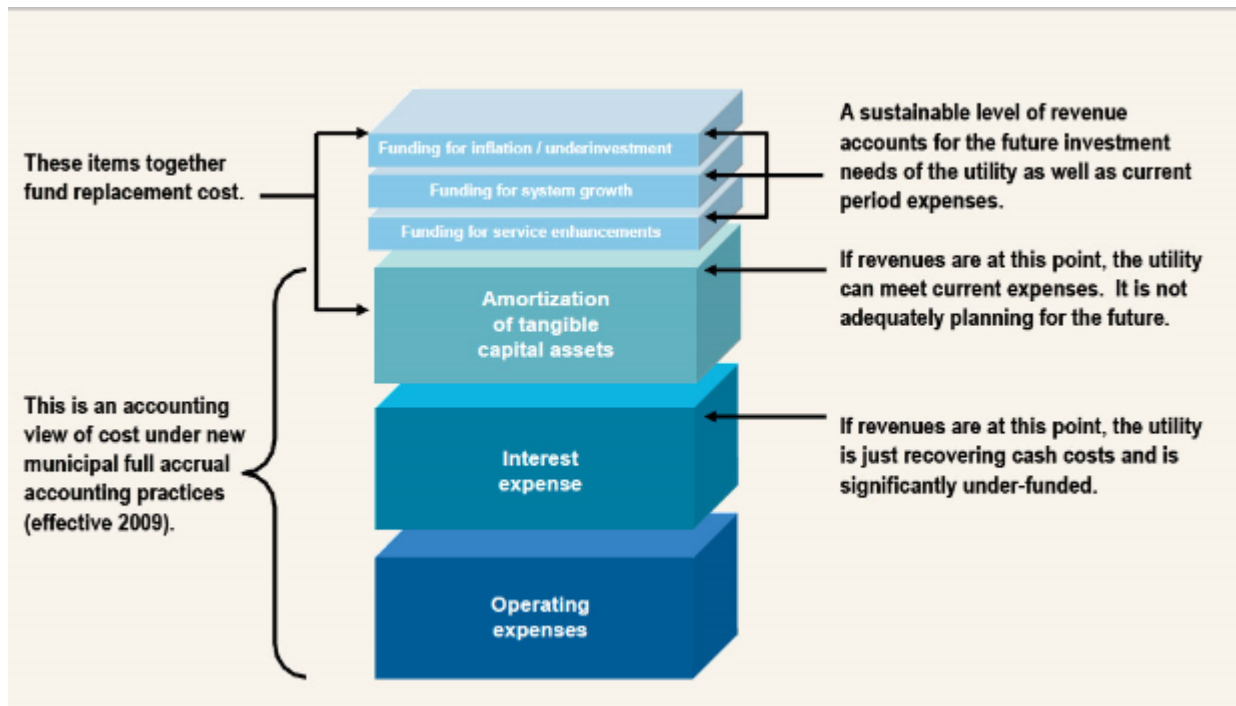 These items together
fund replacement cost.
This is an accounting
view of cost under new
municipal full accrual
accounting practices
(effective 2009).
Funding for inflation / underinvestment
Funding for system growth
Funding for service enhancements
Amortization
of tangible
capital assets
Interest
expense
Operating
expenses
A sustainable level of revenue
accounts for the future investment
needs of the utility as well as current
period expenses.
If revenues are at this point, the utility
can meet current expenses.  It is not
adequately planning for the future.
If revenues are at this point, the utility
is just recovering cash costs and is
significantly under-funded.